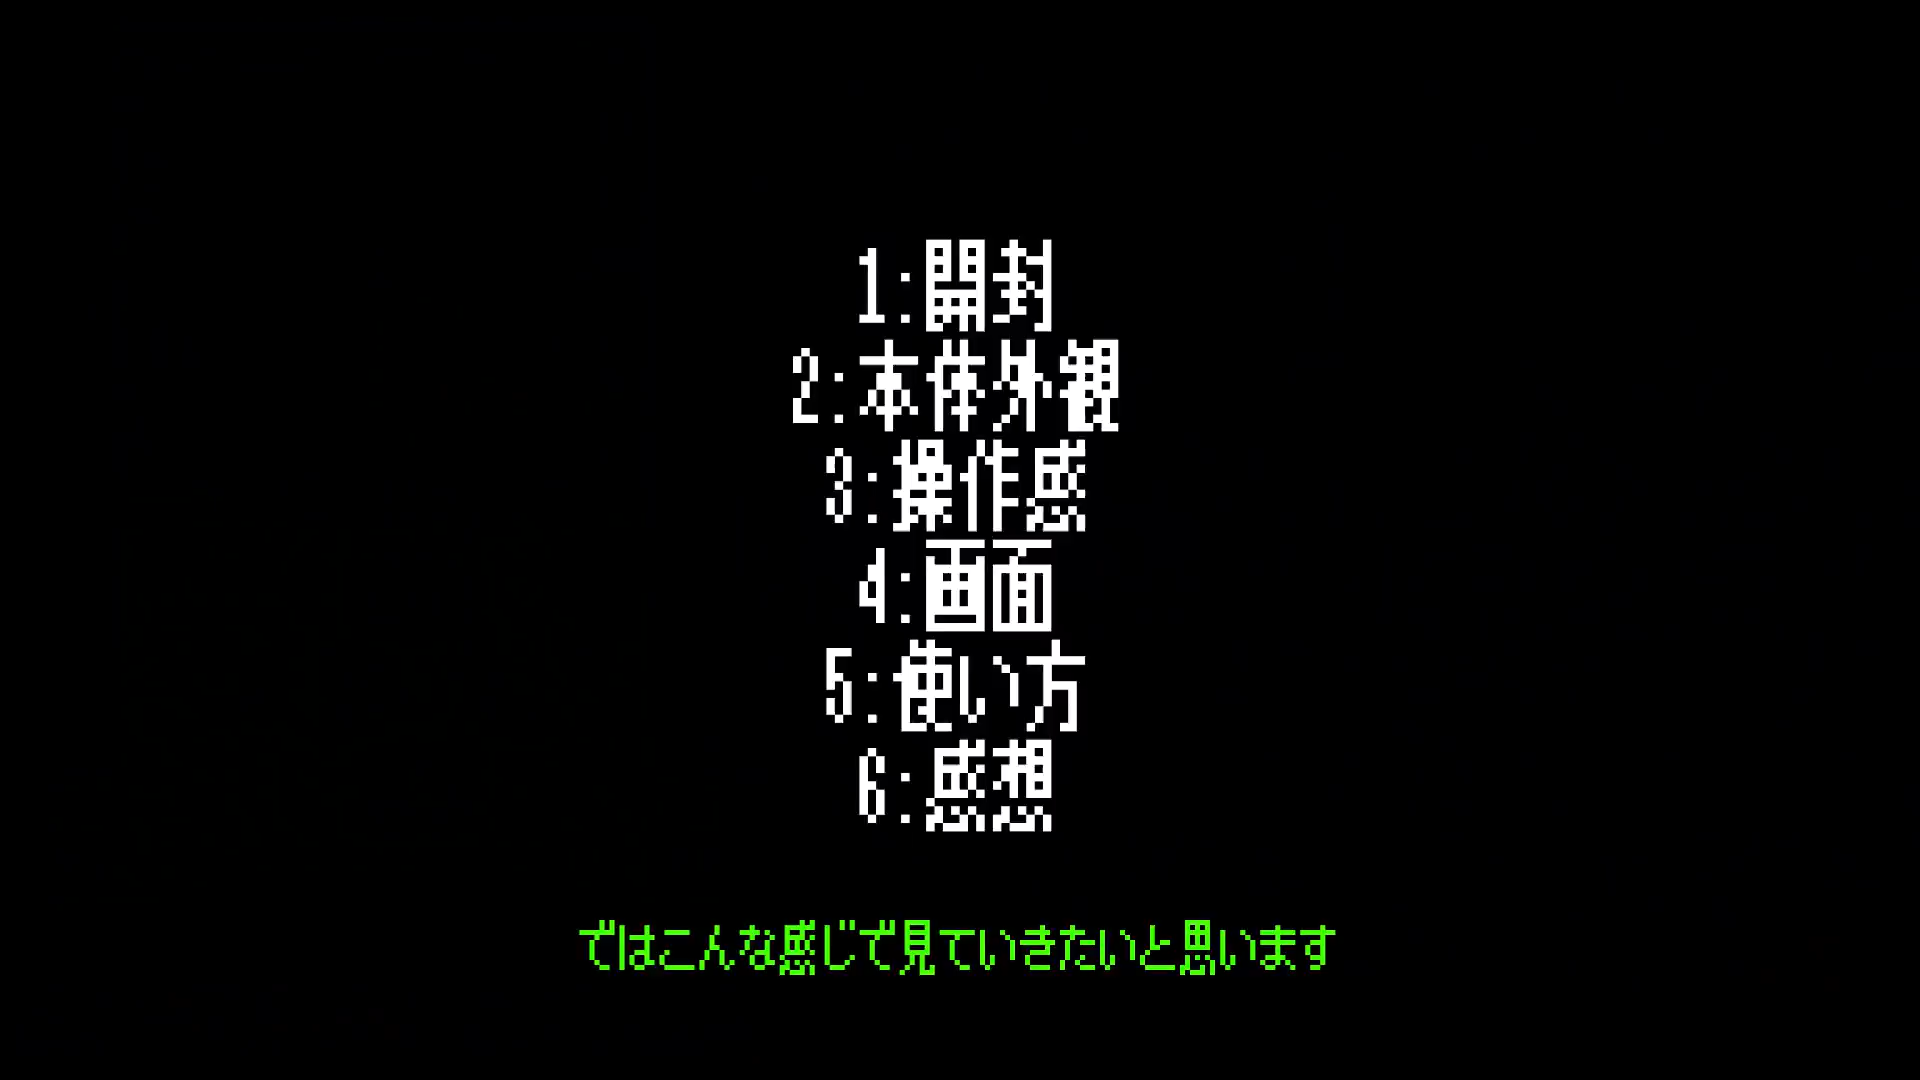 1:開封
2:本体外観
3:操作感
4:画面
5:使い方
6:感想
ではこんな感じで見ていきたいと思います